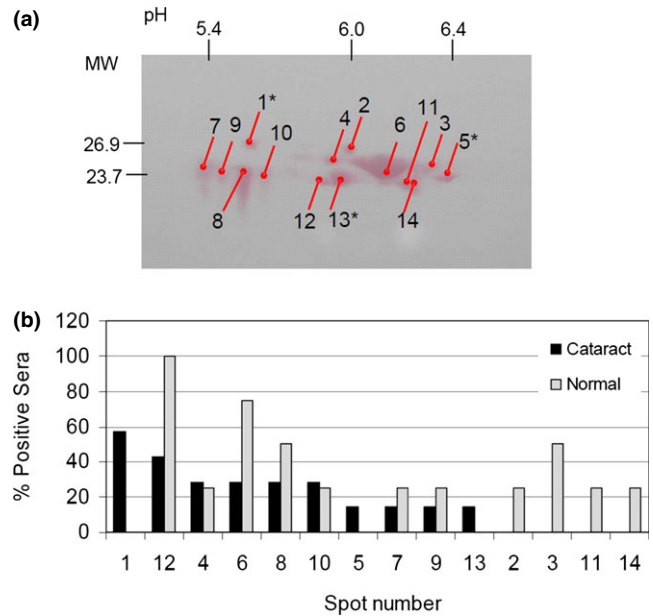 (a)
pH
5.4 6.0 6.4
MW
26.9
23.7
7 9 1* 10 4 2 6 11 3 5*
8 12 13* 14
(b)
% Positive Sera
120
100
80
60
40
20
0
Cataract
Normal
1 12 4 6 8 10 5 7 9 13 2 3 11 14
Spot number